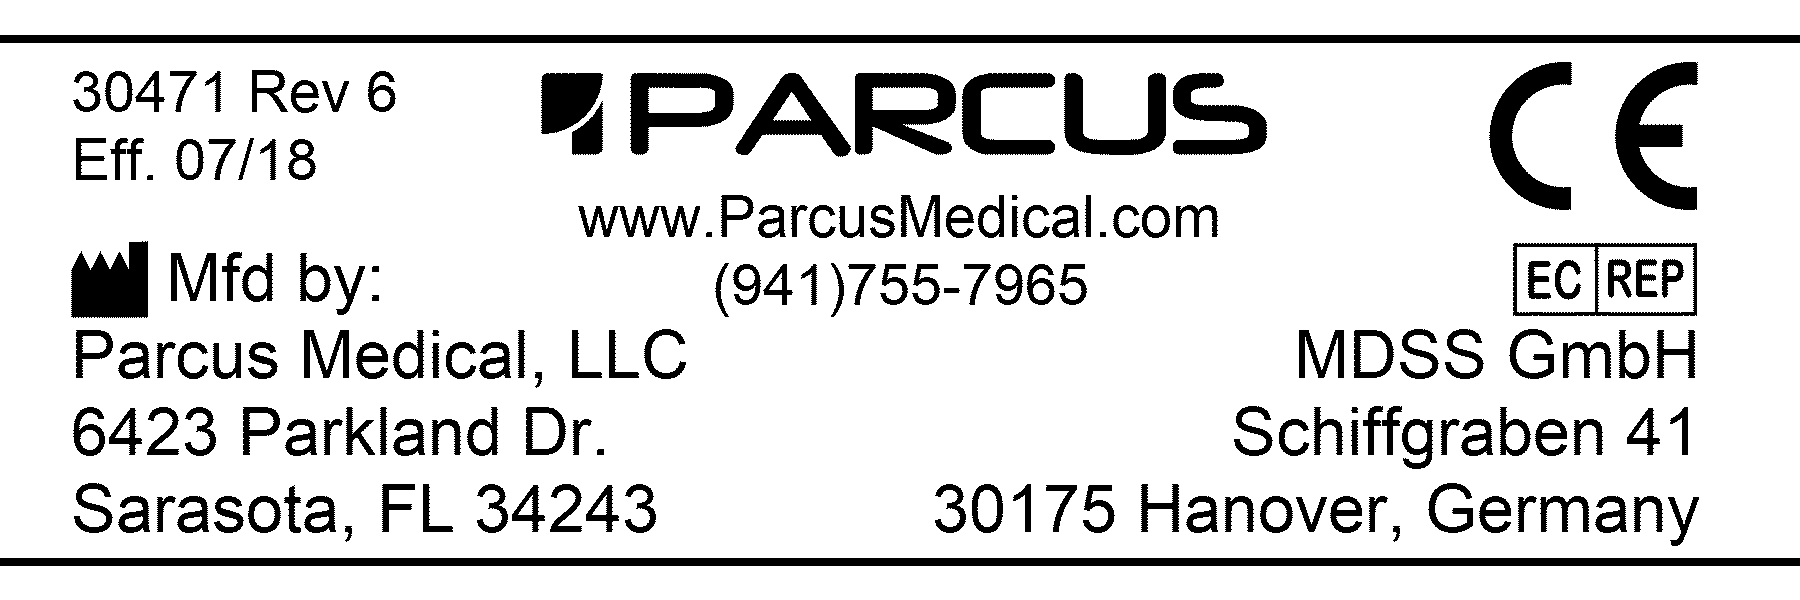 30471 Rev 6
Eff. 07/18
PARCUS
www.ParcusMedical.com
(941)755-7965
CE
Mfd by:
Parcus Medical, LLC
6423 Parkland Dr.
Sarasota, FL 34243
EC REP
MDSS GmbH
Schiffgraben 41
30175 Hanover, Germany